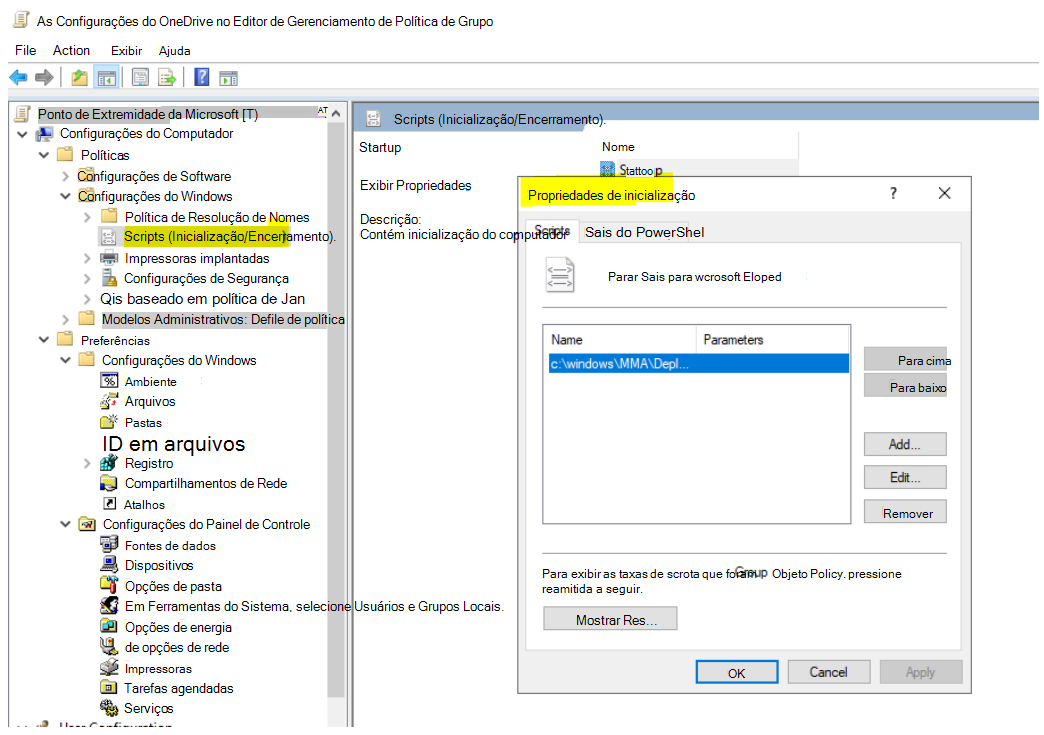 As Configurações do OneDrive no Editor de Gerenciamento de Política de Grupo
File Action Exibir Ajuda
Ponto de Extremidade da Microsoft [T) AT
Configurações do Computador
Políticas
Configurações de Software
Configurações do Windows
Política de Resolução de Nomes
Scripts (Inicialização/Encerramento).
Impressoras implantadas
Configurações de Segurança
Qis baseado em política de Jan
Modelos Administrativos: Defile de política
Preferências
Configurações do Windows
Ambiente
Arquivos
Pastas
ID em arquivos
Registro
Compartilhamentos de Rede
Atalhos
Configurações do Painel de Controle
Fontes de dados
Dispositivos
Opções de pasta
Em Ferramentas do Sistema, selecione Usuários e Grupos Locais.
Opções de energia
de opções de rede
Impressoras
Tarefas agendadas
Serviços
User Configuration
Scripts (Inicialização/Encerramento).
Startup
Exibir Propriedades
Descrição:
Contém inicialização do computador
Nome
Propriedades de inicialização
?
Scripts
Sais do PowerShel
Parar Sais para wcrosoft Eloped
Name Parameters
c:\windows\MMA\Depl...
Para cima
Para baixo
Add...
Edit...
Remover
Para exibir as taxas de scrota que foram Group Objeto Policy. pressione
reamitida a seguir.
Mostrar Res...
OK Cancel Apply